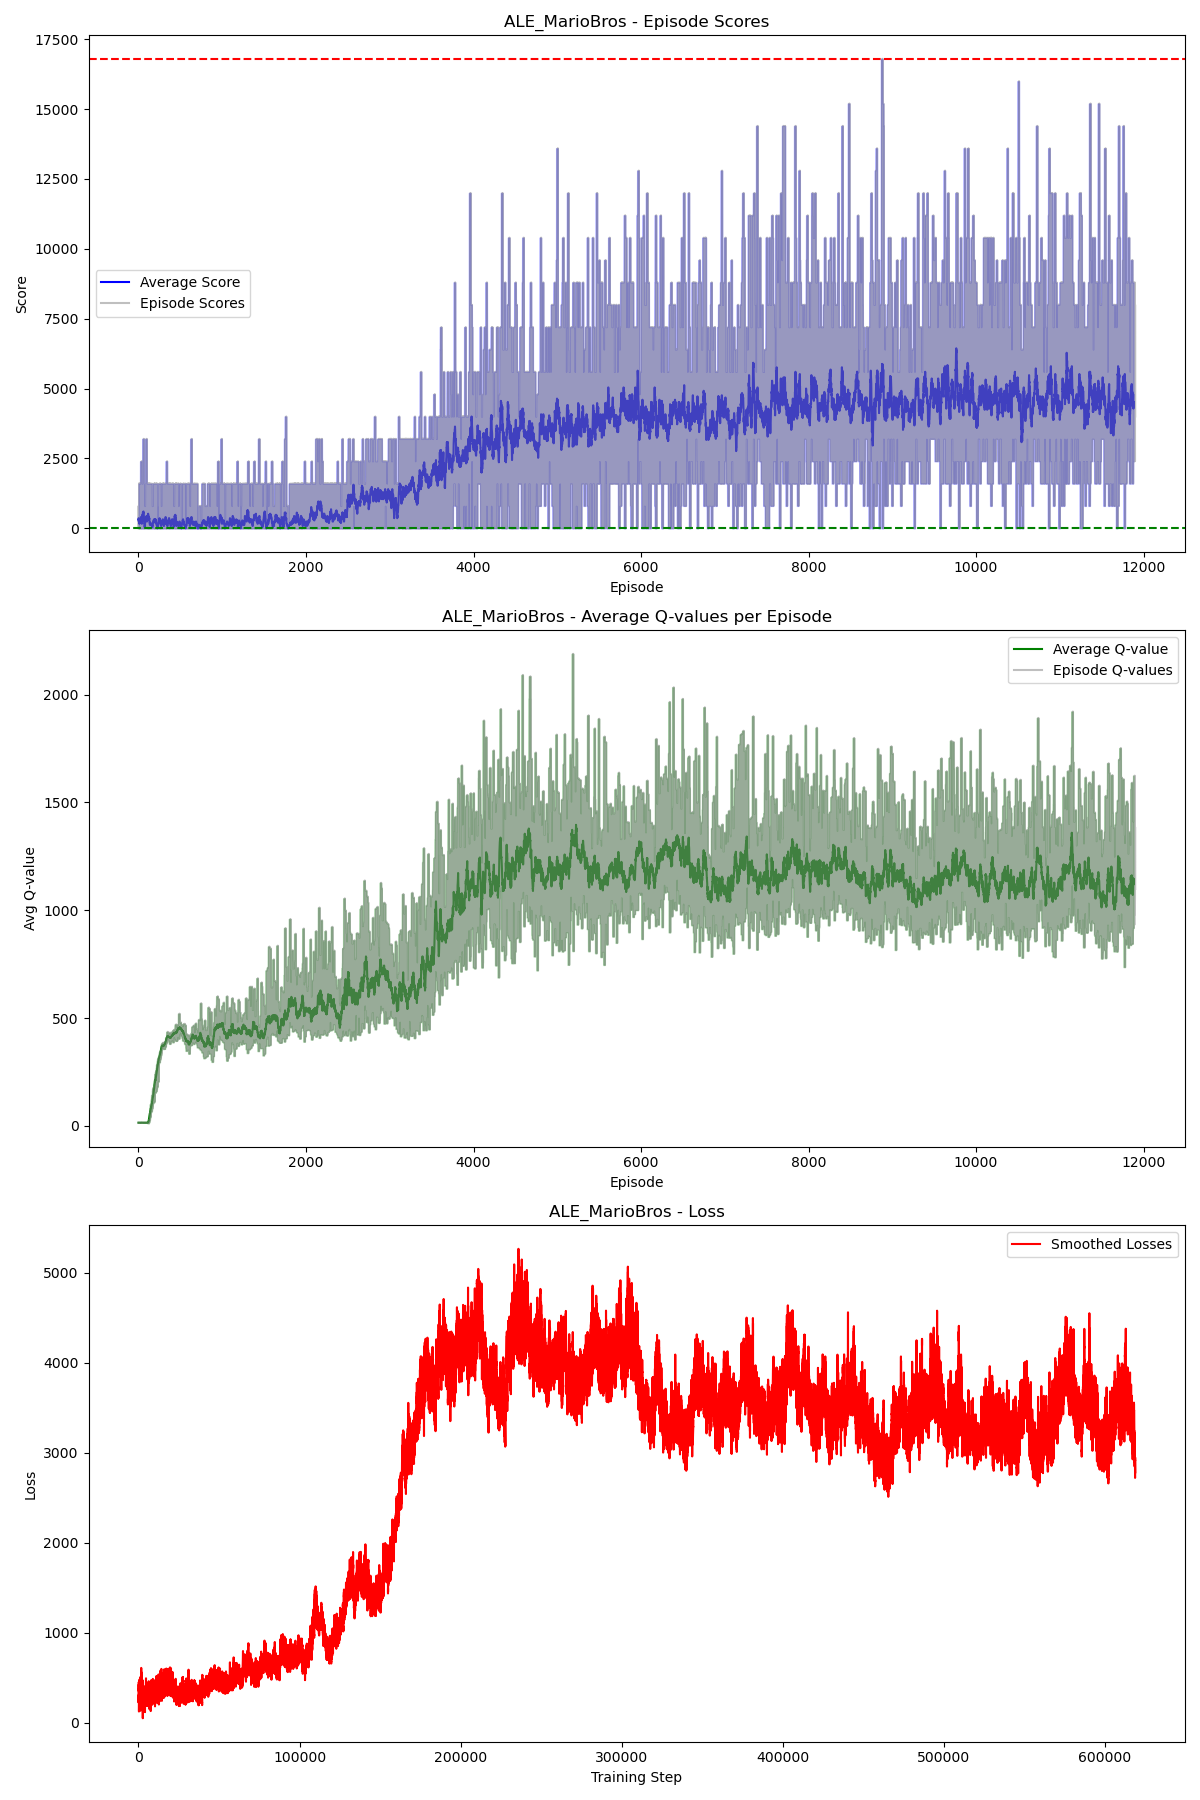 ALE_MarioBros - Episode Scores
17500
15000
12500
10000
7500
5000
2500
0
Score
Average Score
Episode Scores
0 2000 4000 6000 8000 10000 12000
Episode
ALE_MarioBros - Average Q-values per Episode
2000
1500
1000
500
0
Avg Q-value
Average Q-value
Episode Q-values
0 2000 4000 6000 8000 10000 12000
Episode
ALE_MarioBros - Loss
5000
4000
3000
2000
1000
0
Loss
Smoothed Losses
0 100000 200000 300000 400000 500000 600000
Training Step